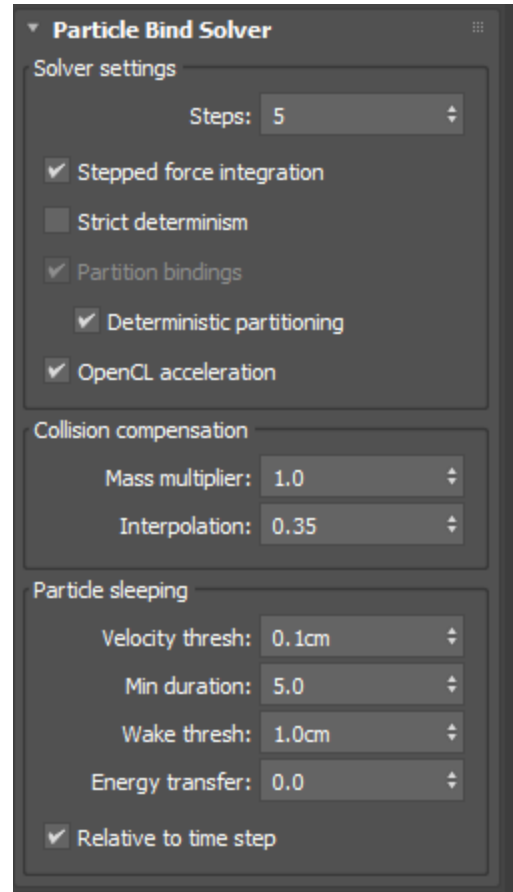 Particle Bind Solver
Solver settings
Steps: 5
Stepped force integration
Strict determinism
Partition bindings
Deterministic partitioning
OpenCL acceleration
Collision compensation
Mass multiplier: 1.0
Interpolation: 0.35
Particle sleeping
Velocity thresh: 0.1cm
Min duration: 5.0
Wake thresh: 1.0cm
Energy transfer: 0.0
Relative to time step